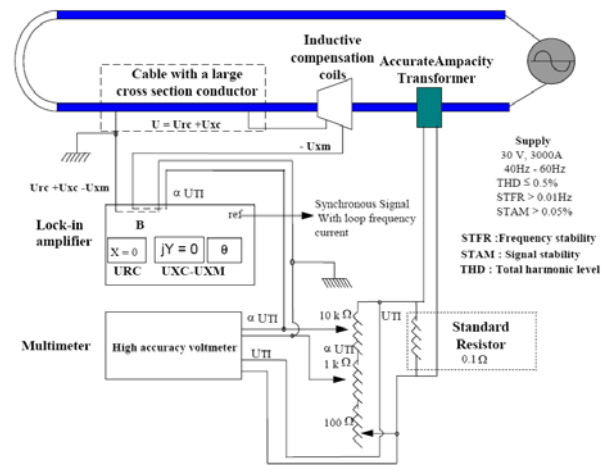 Inductive
compensation
coils
AccurateAmpacity
Transformer
Cable with a large
cross section conductor
U = Urc +Uxc
- Uxm
Supply
30 V, 3000A
40Hz - 60Hz
THD ≤ 0.5%
STFR > 0.01Hz
STAM > 0.05%
Urc +Uxc -Uxm
α UTI
Synchronous Signal
With loop frequency
current
ref
Lock-in
amplifier
B
X = 0
jY = 0
θ
URC
UXC-UXM
STFR :Frequency stability
STAM : Signal stability
THD : Total harmonic level
10 k Ω
UTI
α UTI
Standard
Resistor
0.1 Ω
Multimeter
High accuracy voltmeter
α UTI
UTI
1 k Ω
100 Ω